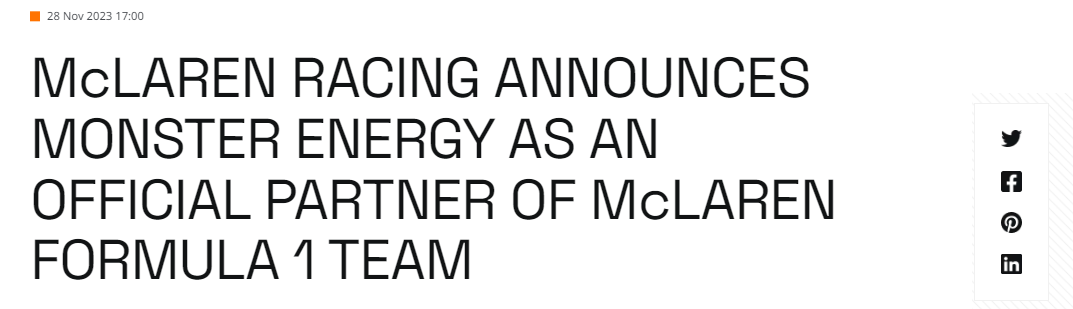 28 Nov 2023 17:00
McLAREN RACING ANNOUNCES
MONSTER ENERGY AS AN
OFFICIAL PARTNER OF McLAREN
FORMULA 1 TEAM